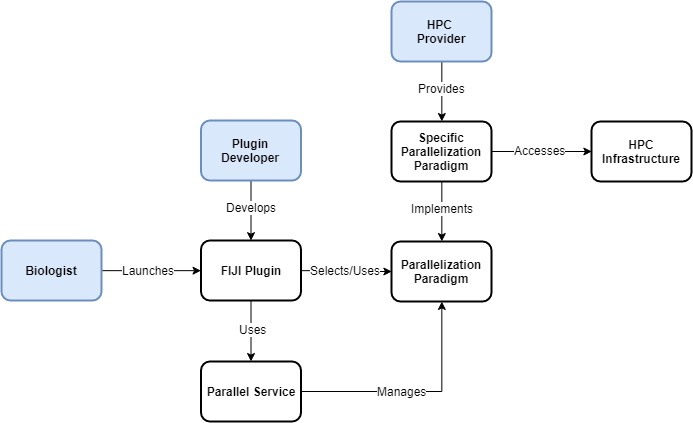 HPC
Provider
Provides
Plugin
Developer
Specific
Parallelization
Paradigm
Accesses
HPC
Infrastructure
Develops
Implements
Biologist
Launches
FIJI Plugin
Selects/Uses
Parallelization
Paradigm
Uses
Parallel Service
Manages